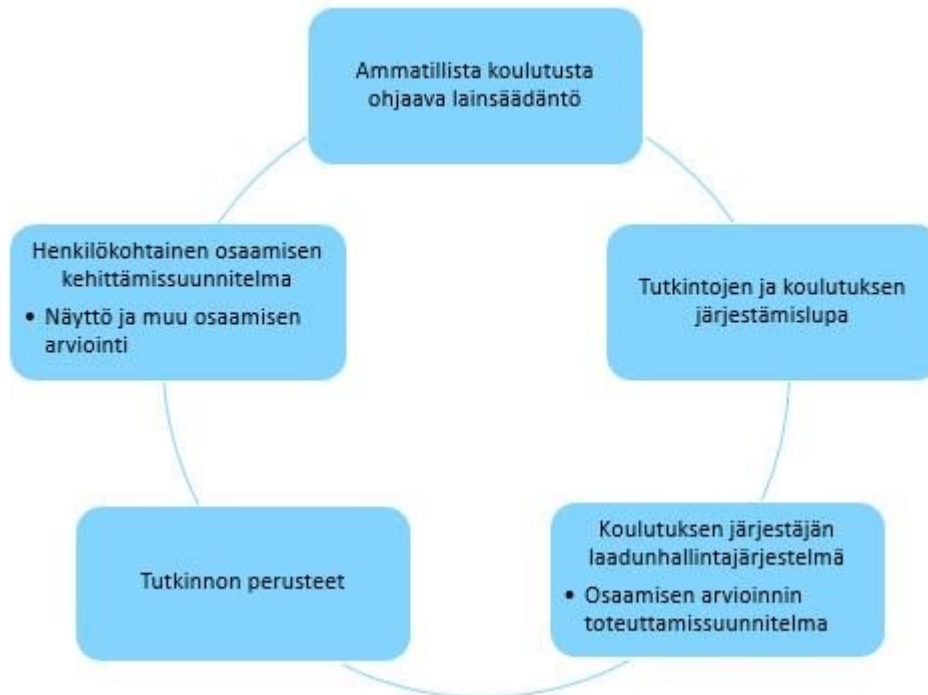 Ammatillista koulutusta
ohjaava lainsäädäntö
Tutkintojen ja koulutuksen
järjestämislupa
Koulutuksen järjestäjän
laadunhallintajärjestelmä
• Osaamisen arvioinnin
toteuttamissuunnitelma
Tutkinnon perusteet
Henkilökohtainen osaamisen
kehittämissuunnitelma
• Näyttö ja muu osaamisen
arviointi